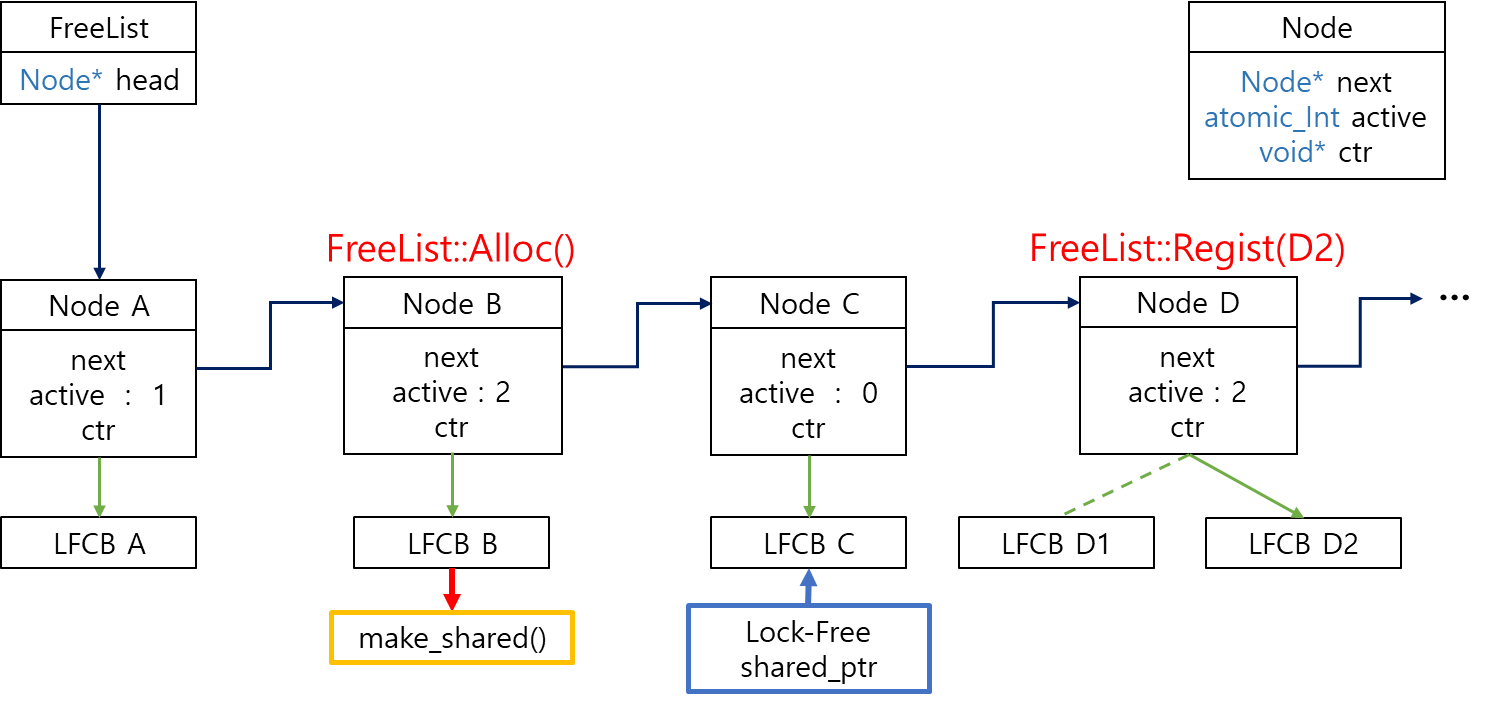 FreeList
Node* head
Node
Node* next
atomic_Int active
void* ctr
FreeList::Alloc()
FreeList::Regist(D2)
Node A
next
active : 1
ctr
Node B
next
active : 2
ctr
Node C
next
active : 0
ctr
Node D
next
active : 2
ctr
...
LFCB A
LFCB B
LFCB C
LFCB D1
LFCB D2
make_shared()
Lock-Free
shared_ptr